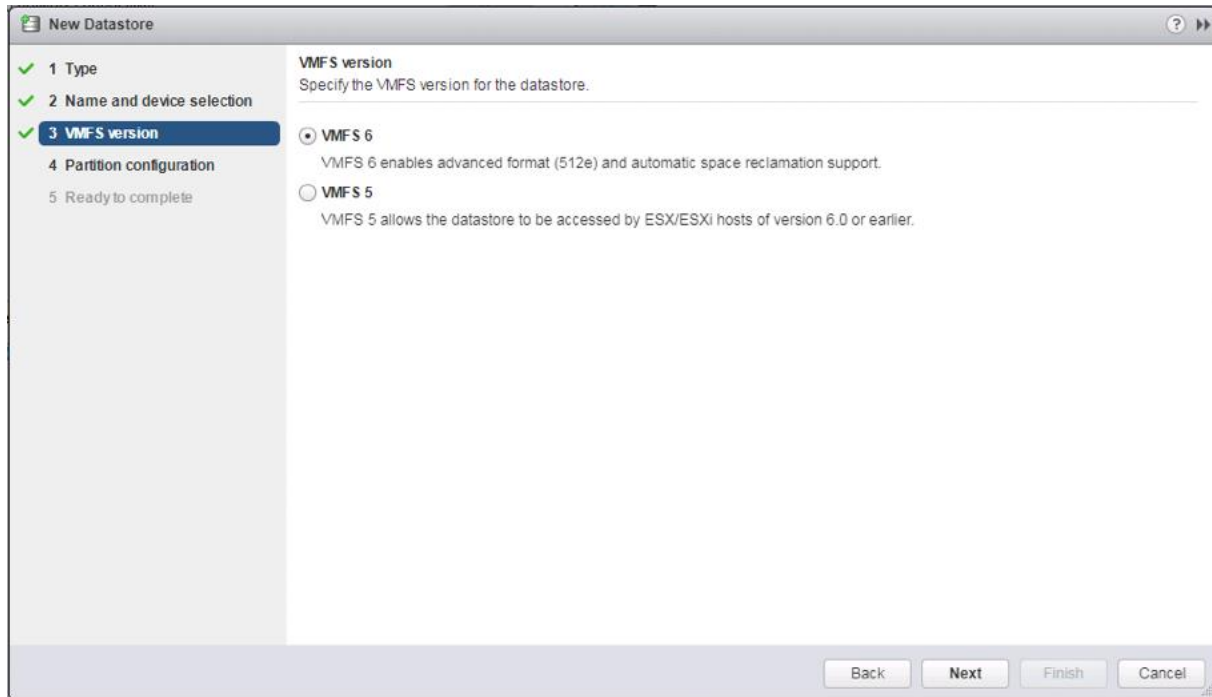 New Datastore
1 Type
2 Name and device selection
3 VMFS version
4 Partition configuration
5 Ready to complete
VMFS version
Specify the VMFS version for the datastore.
VMFS 6
VMFS 6 enables advanced format (512e) and automatic space reclamation support.
VMFS 5
VMFS 5 allows the datastore to be accessed by ESX/ESXi hosts of version 6.0 or earlier.
Back Next Finish Cancel